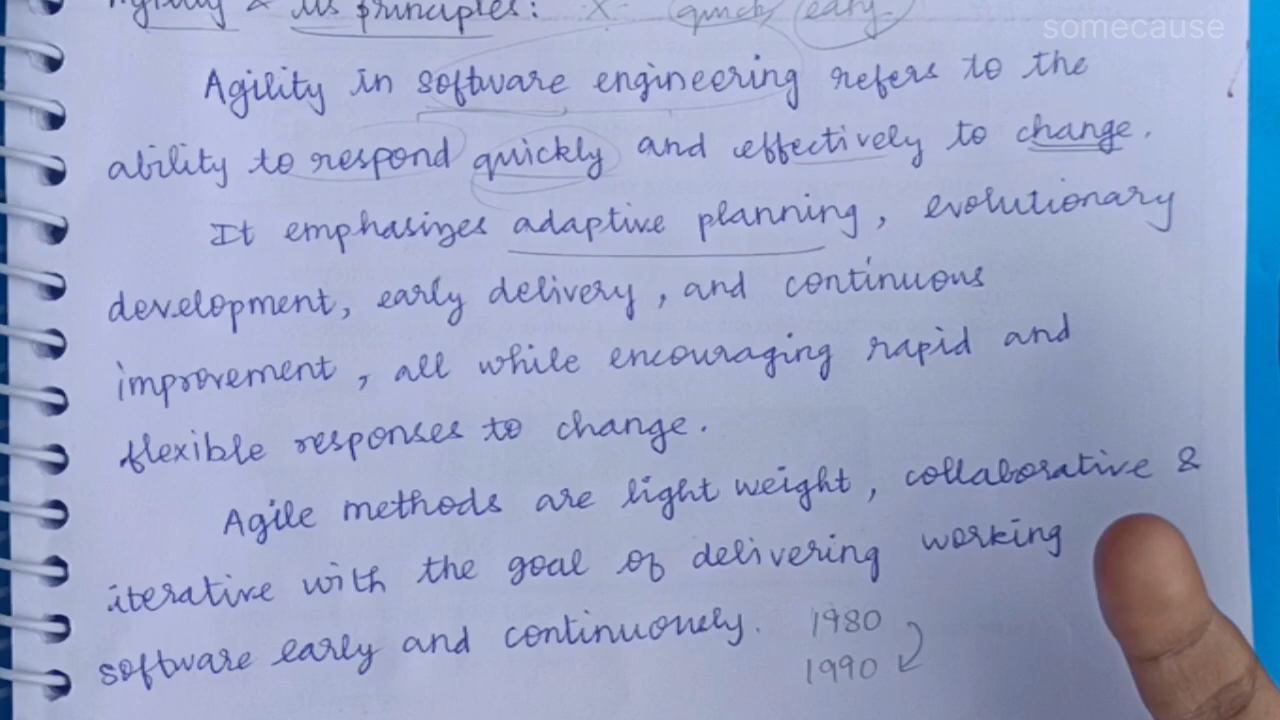 Agility & its principles: X quick early
somecause
Agility in software engineering refers to the
ability to respond quickly and effectively to change.
It emphasizes adaptive planning, evolutionary
development, early delivery, and continuous
improvement, all while encouraging rapid and
flexible responses to change.
Agile methods are light weight, collaborative &
iterative with the goal of delivering working
software early and continuously. 1980
1990